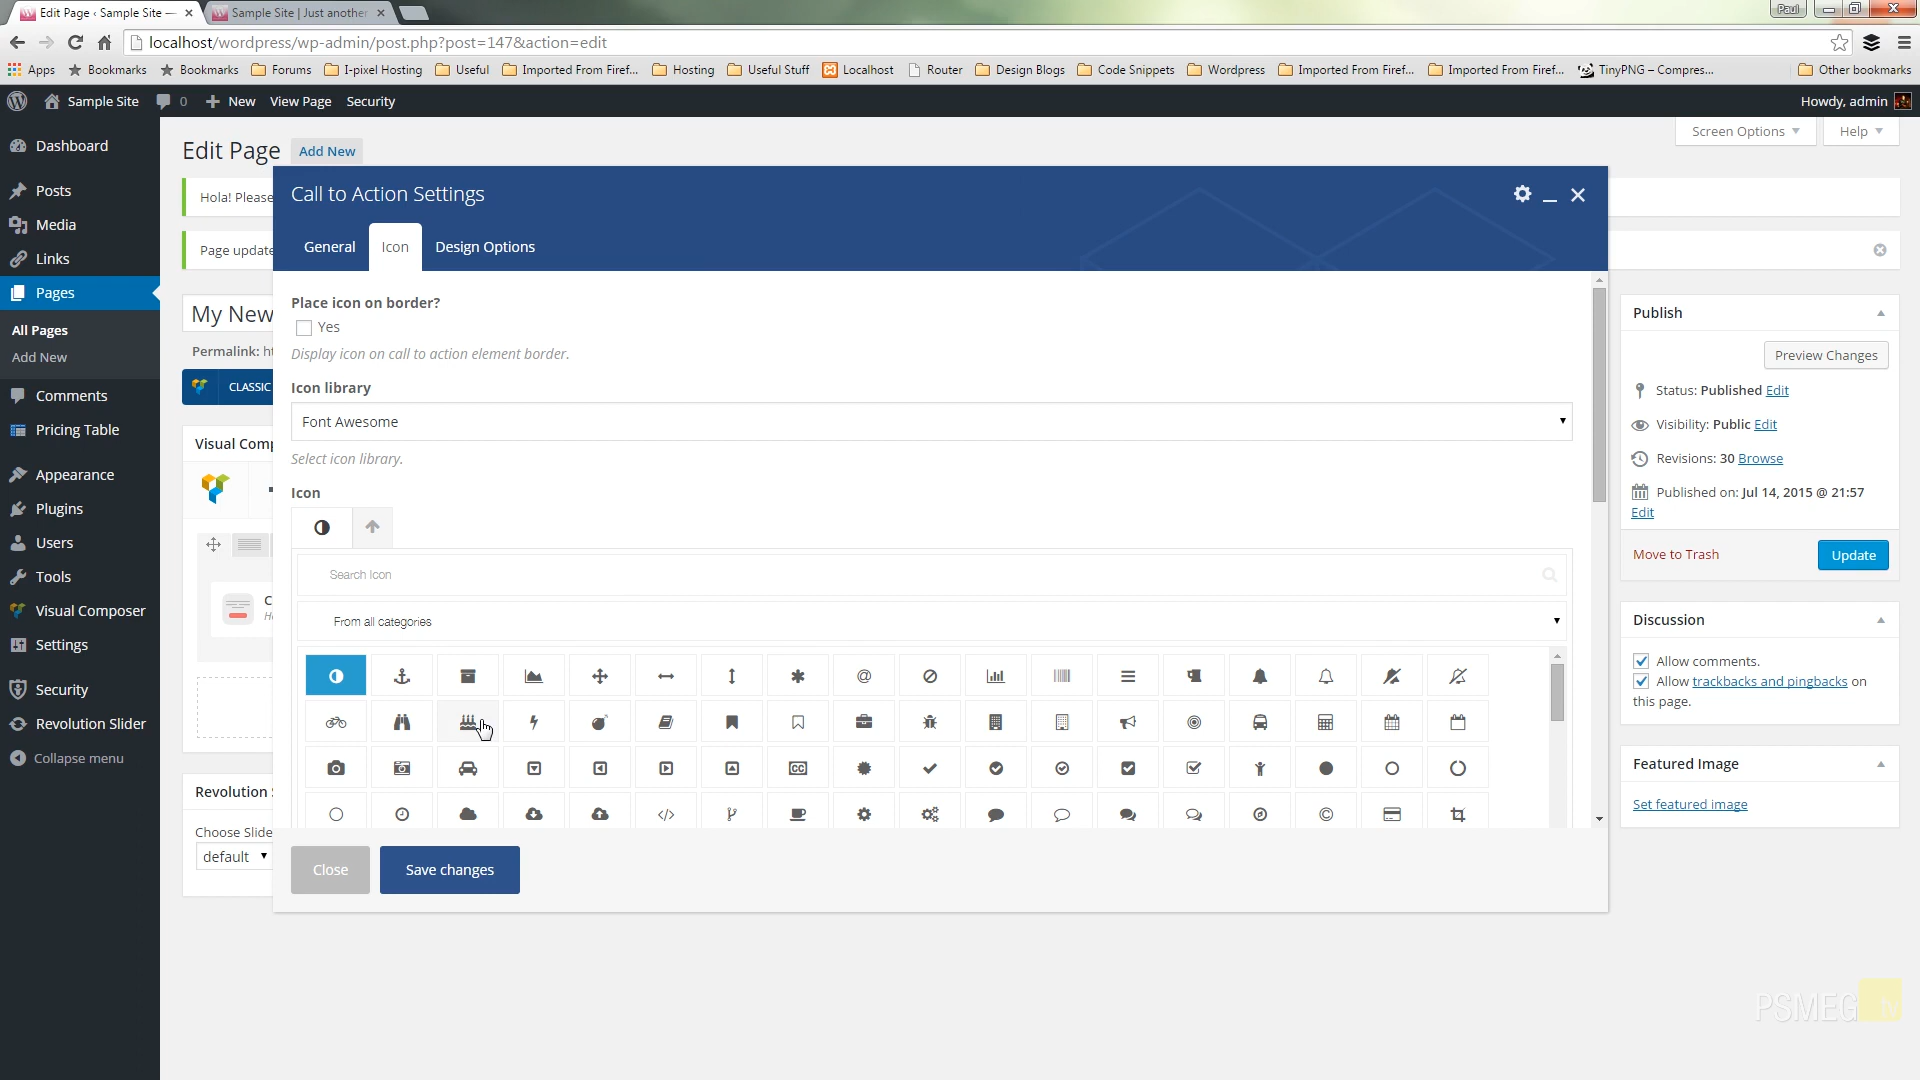 Edit Page ‹ Sample Site —
Sample Site | Just another
Paul
localhost/wordpress/wp-admin/post.php?post=147&action=edit
Apps
Bookmarks
Bookmarks
Forums
I-pixel Hosting
Useful
Imported From Firef...
Hosting
Useful Stuff
Localhost
Router
Design Blogs
Code Snippets
Wordpress
Imported From Firef...
Imported From Firef...
TinyPNG – Compres...
Other bookmarks
Sample Site
0
New
View Page
Security
Howdy, admin
Dashboard
Posts
Media
Links
Pages
All Pages
Add New
Comments
Pricing Table
Appearance
Plugins
Users
Tools
Visual Composer
Settings
Security
Revolution Slider
Collapse menu
Edit Page
Add New
Screen Options
Help
Hola! Please
Page update
My New
Permalink:
CLASSIC
Visual Comp
Revolution
Choose Slide
default
Call to Action Settings
General
Icon
Design Options
Place icon on border?
Yes
Display icon on call to action element border.
Icon library
Font Awesome
Select icon library.
Icon
Search Icon
From all categories
Close
Save changes
Publish
Preview Changes
Status: Published Edit
Visibility: Public Edit
Revisions: 30 Browse
Published on: Jul 14, 2015 @ 21:57
Edit
Move to Trash
Update
Discussion
Allow comments.
Allow trackbacks and pingbacks on
this page.
Featured Image
Set featured image
PSMEG tv